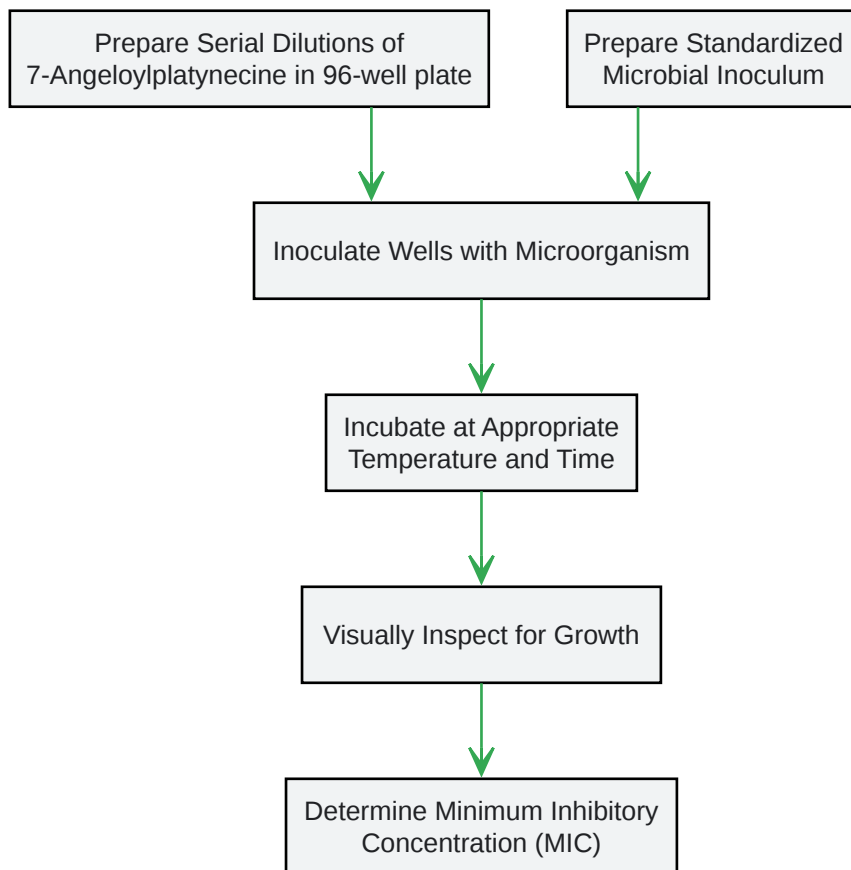 Prepare Serial Dilutions of
7-Angeloylplatynecine in 96-well plate
Prepare Standardized
Microbial Inoculum
Inoculate Wells with Microorganism
Incubate at Appropriate
Temperature and Time
Visually Inspect for Growth
Determine Minimum Inhibitory
Concentration (MIC)